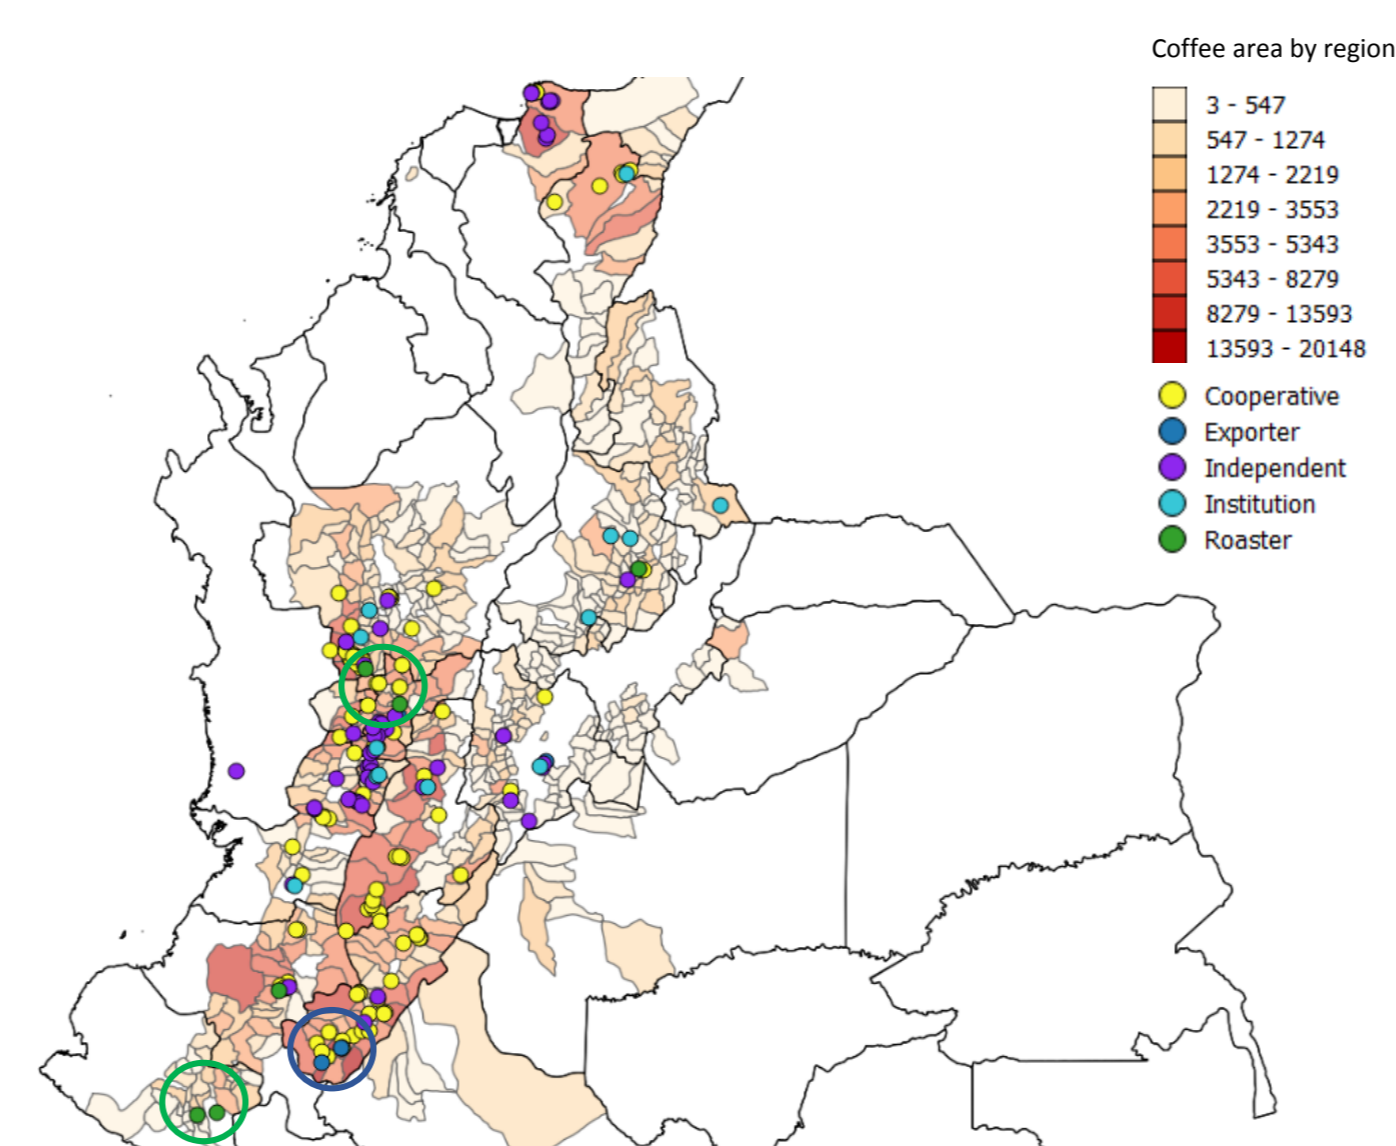 Coffee area by region
3 - 547
547 - 1274
1274 - 2219
2219 - 3553
3553 - 5343
5343 - 8279
8279 - 13593
13593 - 20148
Cooperative
Exporter
Independent
Institution
Roaster